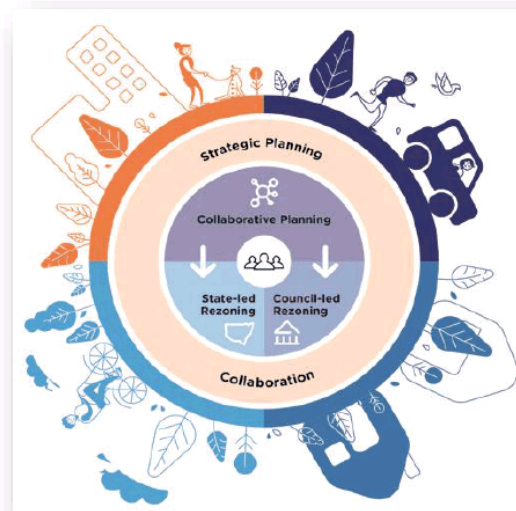 Strategic Planning
Collaborative Planning
State-led
Rezoning
Council-led
Rezoning
Collaboration